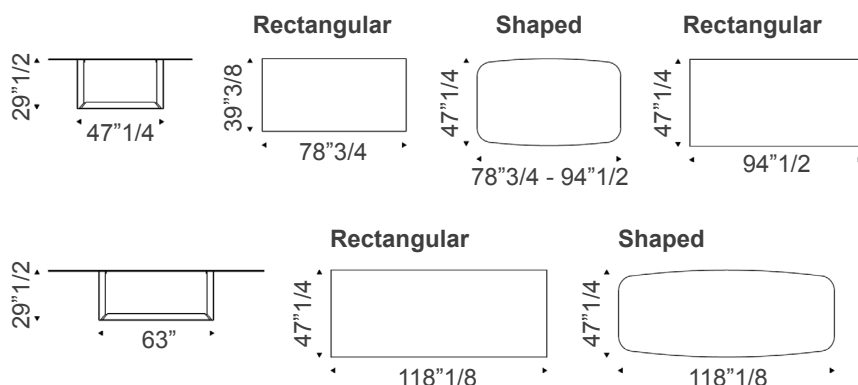 Rectangular
Shaped
Rectangular
29”1/2
47”1/4
39”3/8
78”3/4
47”1/4
78”3/4 - 94”1/2
47”1/4
94”1/2
Rectangular
Shaped
29”1/2
63”
47”1/4
118”1/8
47”1/4
118”1/8